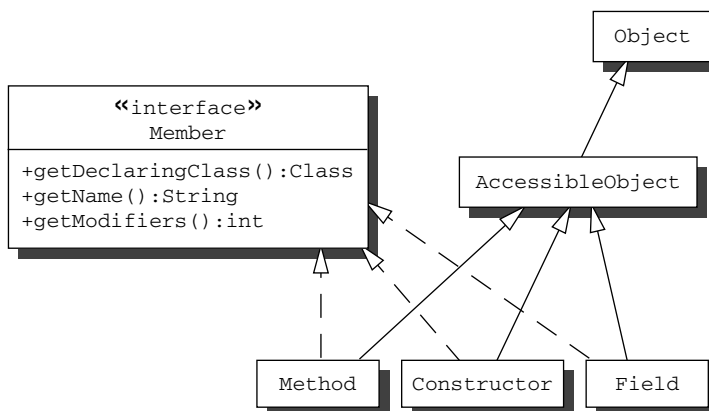 Object
«interface»
Member
+getDeclaringClass():Class
+getName():String
+getModifiers():int
AccessibleObject
Method
Constructor
Field